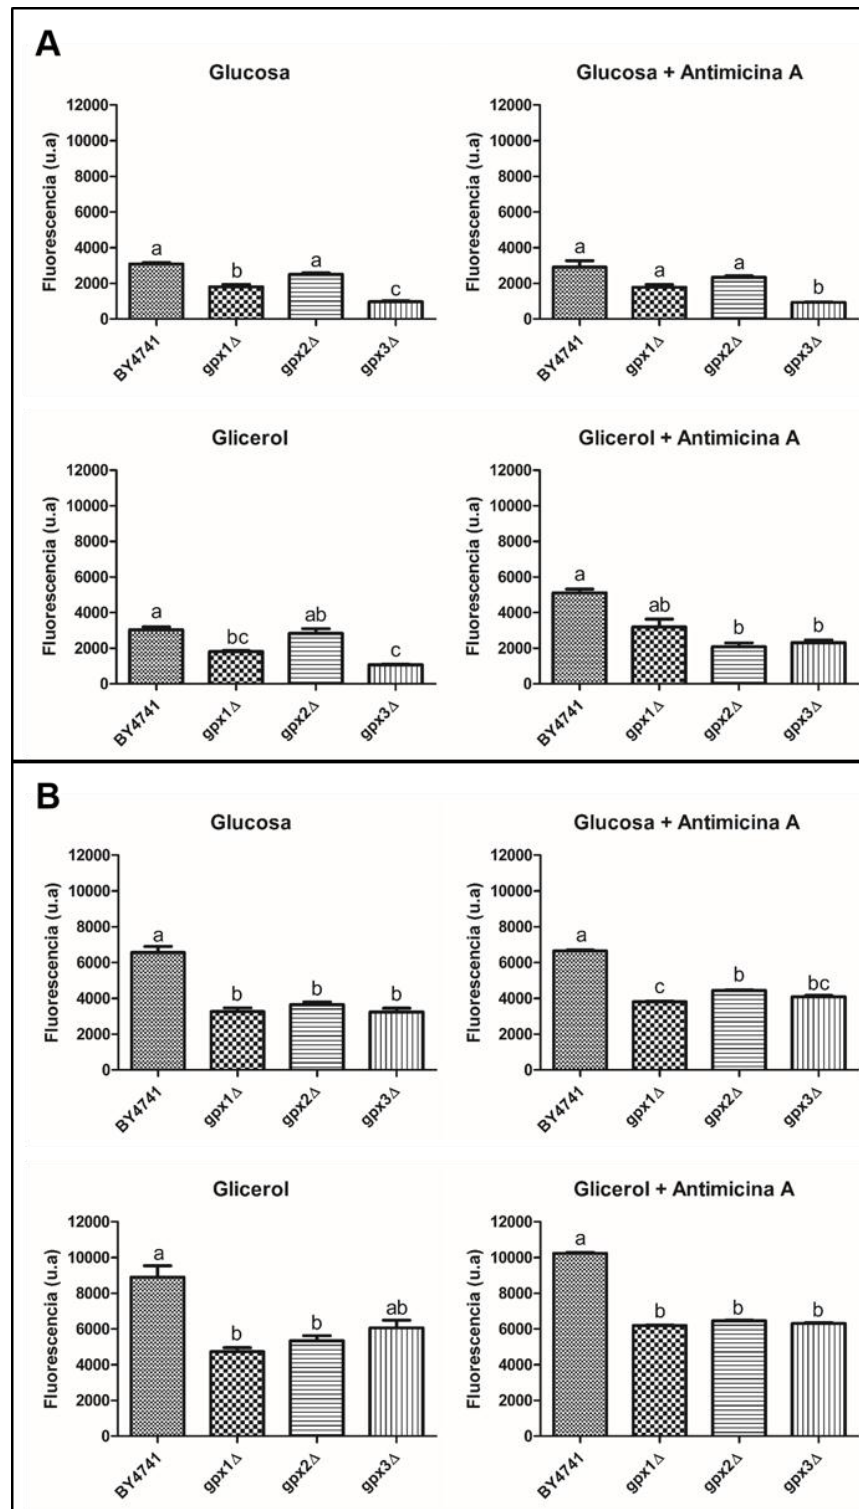 A
Glucosa
Fluorescencia (u.a)
12000
10000
8000
6000
4000
2000
0
a
b
a
c
BY4741
gpx1Δ
gpx2Δ
gpx3Δ
Glucosa + Antimicina A
Fluorescencia (u.a)
12000
10000
8000
6000
4000
2000
0
a
a
a
b
BY4741
gpx1Δ
gpx2Δ
gpx3Δ
Glicerol
Fluorescencia (u.a)
12000
10000
8000
6000
4000
2000
0
a
bc
ab
c
BY4741
gpx1Δ
gpx2Δ
gpx3Δ
Glicerol + Antimicina A
Fluorescencia (u.a)
12000
10000
8000
6000
4000
2000
0
a
ab
b
b
BY4741
gpx1Δ
gpx2Δ
gpx3Δ
B
Glucosa
Fluorescencia (u.a)
12000
10000
8000
6000
4000
2000
0
a
b
b
b
BY4741
gpx1Δ
gpx2Δ
gpx3Δ
Glucosa + Antimicina A
Fluorescencia (u.a)
12000
10000
8000
6000
4000
2000
0
a
c
b
bc
BY4741
gpx1Δ
gpx2Δ
gpx3Δ
Glicerol
Fluorescencia (u.a)
12000
10000
8000
6000
4000
2000
0
a
b
b
ab
BY4741
gpx1Δ
gpx2Δ
gpx3Δ
Glicerol + Antimicina A
Fluorescencia (u.a)
12000
10000
8000
6000
4000
2000
0
a
b
b
b
BY4741
gpx1Δ
gpx2Δ
gpx3Δ